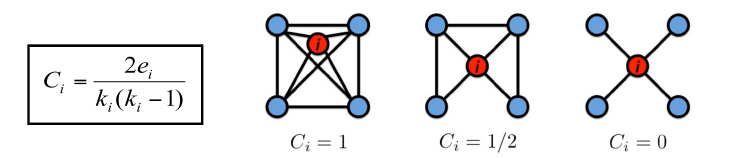 C_i = 2e_i / k_i(k_i − 1)
i
i
i
C_i = 1
C_i = 1/2
C_i = 0